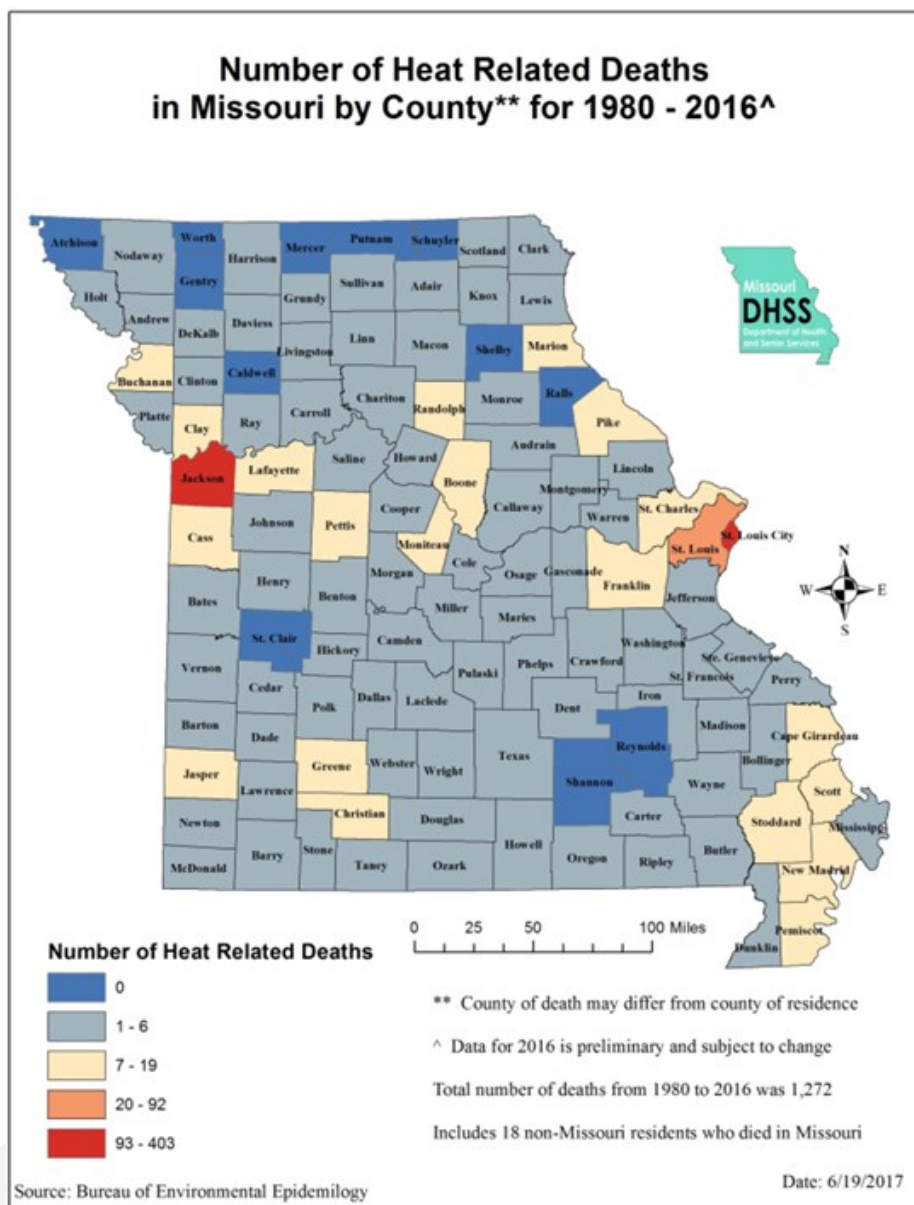 Number of Heat Related Deaths
in Missouri by County** for 1980 - 2016^
Atchison
Nodaway
Worth
Harrison
Mercer
Putnam
Schuyler
Scotland
Clark
Gentry
Holt
Andrew
DeKalb
Daviess
Grundy
Sullivan
Adair
Knox
Lewis
Livingston
Linn
Macon
Shelby
Marion
Buchanan
Clinton
Caldwell
Platte
Clay
Ray
Carroll
Chariton
Randolph
Monroe
Ralls
Pike
Audrain
Jackson
Lafayette
Saline
Howard
Boone
Callaway
Montgomery
Lincoln
Warren
St. Charles
St. Louis
St. Louis City
Cass
Johnson
Pettis
Cooper
Moniteau
Cole
Osage
Gasconade
Franklin
Jefferson
Bates
Henry
Benton
Morgan
Miller
Maries
St. Clair
Hickory
Camden
Pulaski
Phelps
Crawford
Washington
Ste. Genevieve
St. Francois
Perry
Vernon
Cedar
Polk
Dallas
Laclede
Dent
Iron
Madison
Bollinger
Cape Girardeau
Barton
Dade
Texas
Reynolds
Shannon
Wayne
Scott
Jasper
Lawrence
Greene
Webster
Wright
Carter
Stoddard
Mississipp
Newton
Christian
Douglas
McDonald
Barry
Stone
Taney
Ozark
Howell
Oregon
Ripley
Butler
New Madrid
Dunklin
Pemiscot
Missouri
DHSS
Department of Health
and Senior Services
N
W
E
S
0 25 50 100 Miles
Number of Heat Related Deaths
0
1 - 6
7 - 19
20 - 92
93 - 403
** County of death may differ from county of residence
^ Data for 2016 is preliminary and subject to change
Total number of deaths from 1980 to 2016 was 1,272
Includes 18 non-Missouri residents who died in Missouri
Source: Bureau of Environmental Epidemilogy
Date: 6/19/2017